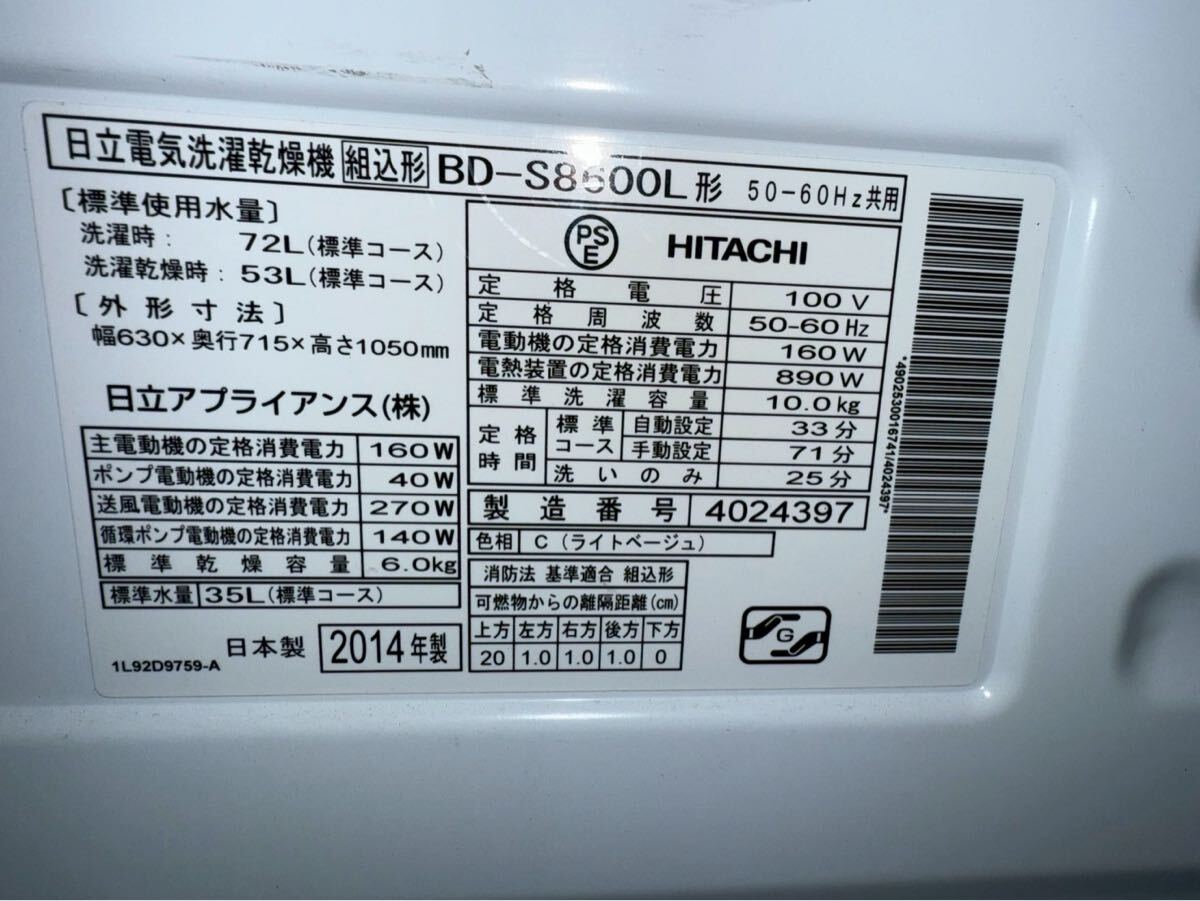 日立電気洗濯乾燥機 組込形 BD-S8600L形 50-60Hz共用
〔標準使用水量〕
洗濯時： 72L(標準コース)
洗濯乾燥時：53L(標準コース)
〔外形寸法〕
幅630×奥行715×高さ1050mm
日立アプライアンス(株)
主電動機の定格消費電力 160W
ポンプ電動機の定格消費電力 40W
送風電動機の定格消費電力 270W
循環ポンプ電動機の定格消費電力 140W
標準乾燥容量 6.0kg
標準水量 35L(標準コース)
日本製 2014年製
1L92D9759-A
PSE HITACHI
定格電圧 100V
定格周波数 50-60Hz
電動機の定格消費電力 160W
電熱装置の定格消費電力 890W
標準洗濯容量 10.0kg
定格時間 標準コース 自動設定 33分
手動設定 71分
洗いのみ 25分
製造番号 4024397
色相 C（ライトベージュ）
消防法 基準適合 組込形
可燃物からの離隔距離(cm)
上方 左方 右方 後方 下方
20 1.0 1.0 1.0 0
G
*4902530016741/4024397*